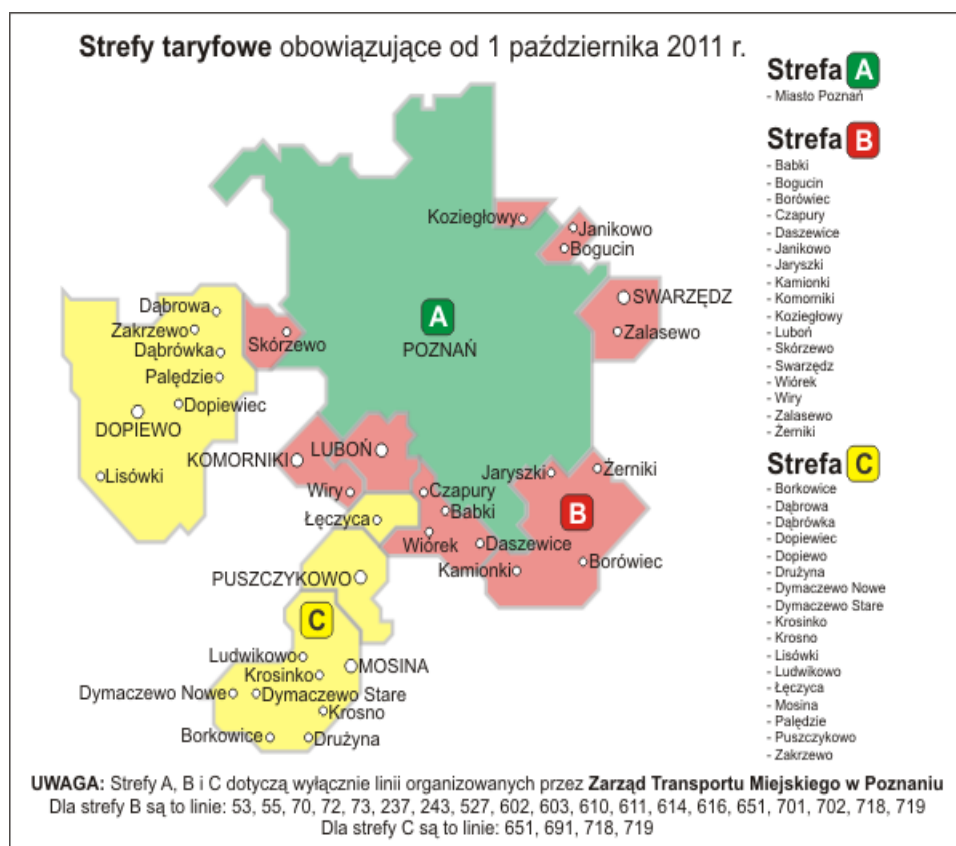 Strefy taryfowe obowiązujące od 1 października 2011 r.
Strefa A
- Miasto Poznań
Strefa B
- Babki
- Bogucin
- Borówiec
- Czapury
- Daszewice
- Janikowo
- Jaryszki
- Kamionki
- Komorniki
- Koziegłowy
- Luboń
- Skórzewo
- Swarzędz
- Wiórek
- Wiry
- Zalasewo
- Żerniki
Strefa C
- Borkowice
- Dąbrowa
- Dąbrówka
- Dopiewiec
- Dopiewo
- Drużyna
- Dymaczewo Nowe
- Dymaczewo Stare
- Krosinko
- Krosno
- Lisówki
- Ludwikowo
- Łęczyca
- Mosina
- Palędzie
- Puszczykowo
- Zakrzewo
Koziegłowy
Janikowo
Bogucin
SWARZĘDZ
Zalasewo
A
POZNAŃ
Dąbrowa
Zakrzewo
Dąbrówka
Palędzie
Dopiewiec
DOPIEWO
Lisówki
Skórzewo
KOMORNIKI
LUBOŃ
Wiry
Łęczyca
Czapury
Babki
Wiórek
Daszewice
Kamionki
Jaryszki
Żerniki
B
Borówiec
PUSZCZYKOWO
C
Ludwikowo
MOSINA
Krosinko
Dymaczewo Nowe
Dymaczewo Stare
Krosno
Borkowice
Drużyna
UWAGA: Strefy A, B i C dotyczą wyłącznie linii organizowanych przez Zarząd Transportu Miejskiego w Poznaniu
Dla strefy B są to linie: 53, 55, 70, 72, 73, 237, 243, 527, 602, 603, 610, 611, 614, 616, 651, 701, 702, 718, 719
Dla strefy C są to linie: 651, 691, 718, 719